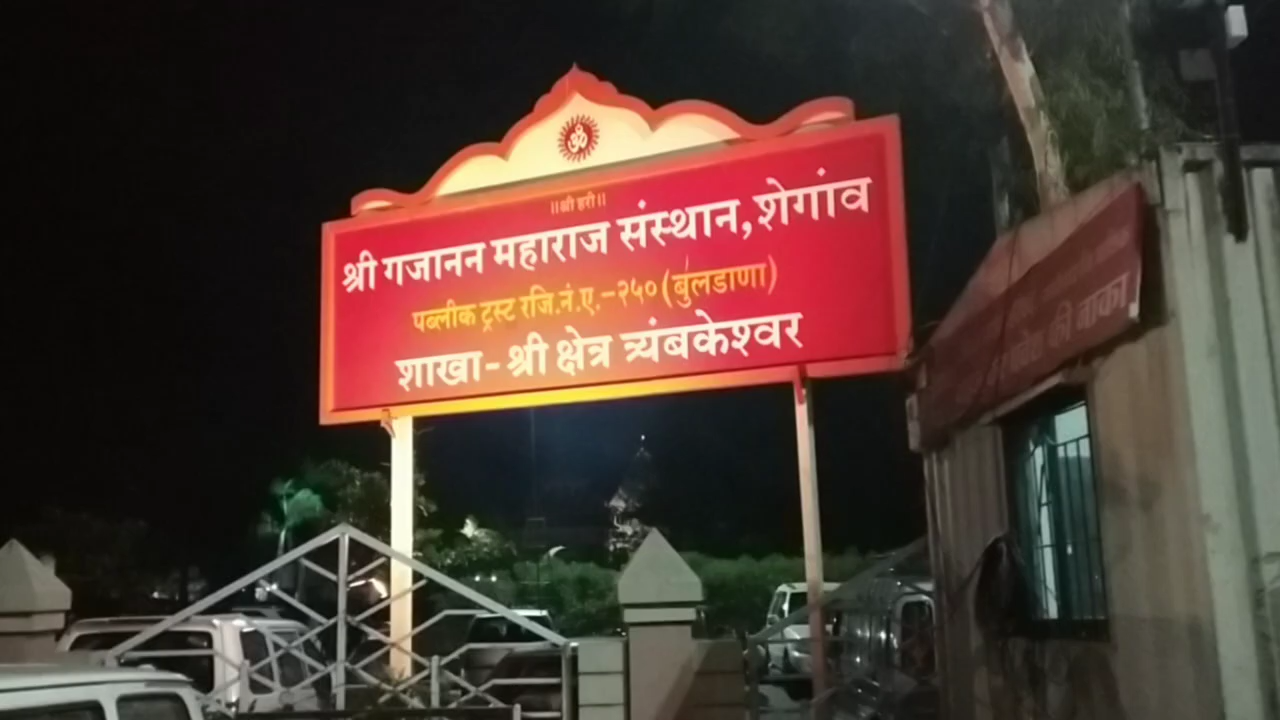 ॐ
॥श्री हरी॥
श्री गजानन महाराज संस्थान, शेगांव
पब्लीक ट्रस्ट रजि.नं.ए.-२५०(बुलडाणा)
शाखा-श्री क्षेत्र त्र्यंबकेश्वर
की नाका